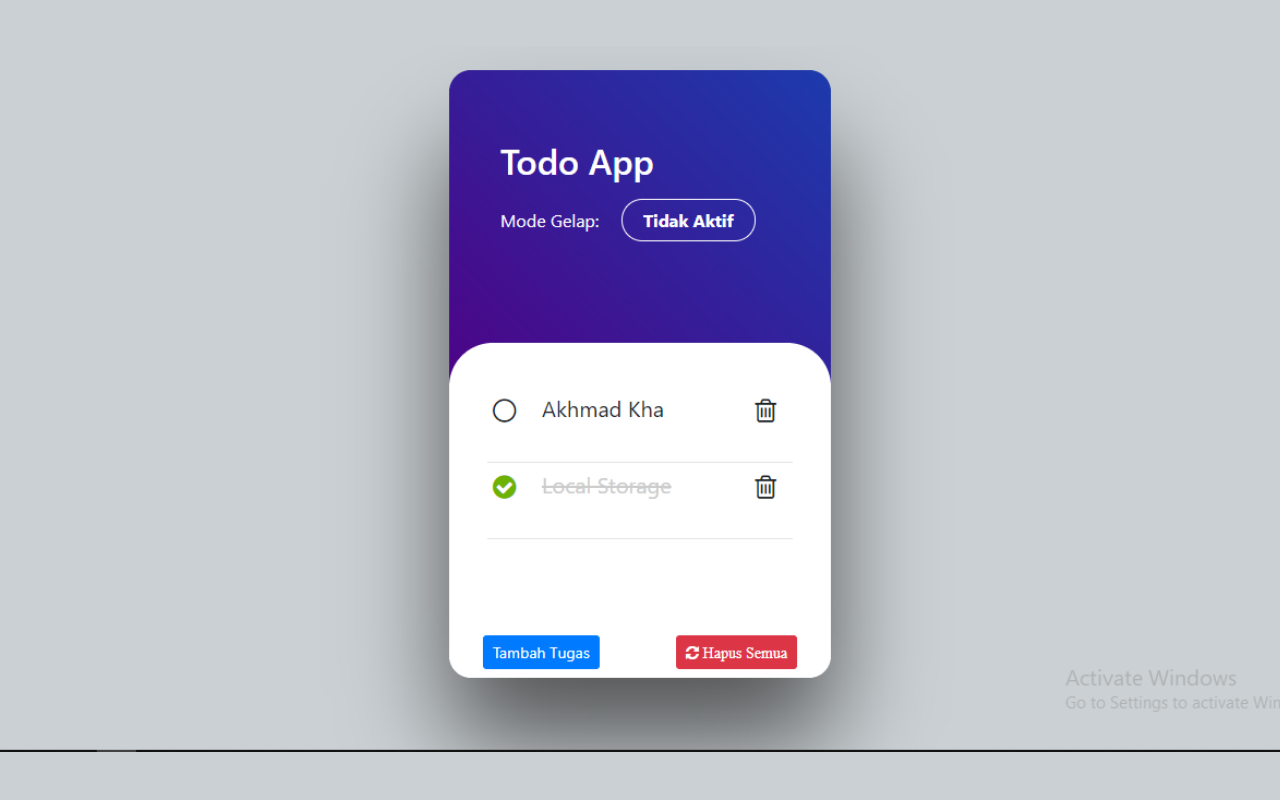 Todo App
Mode Gelap: Tidak Aktif
Akhmad Kha
Local Storage
Tambah Tugas Hapus Semua
Activate Windows
Go to Settings to activate Win